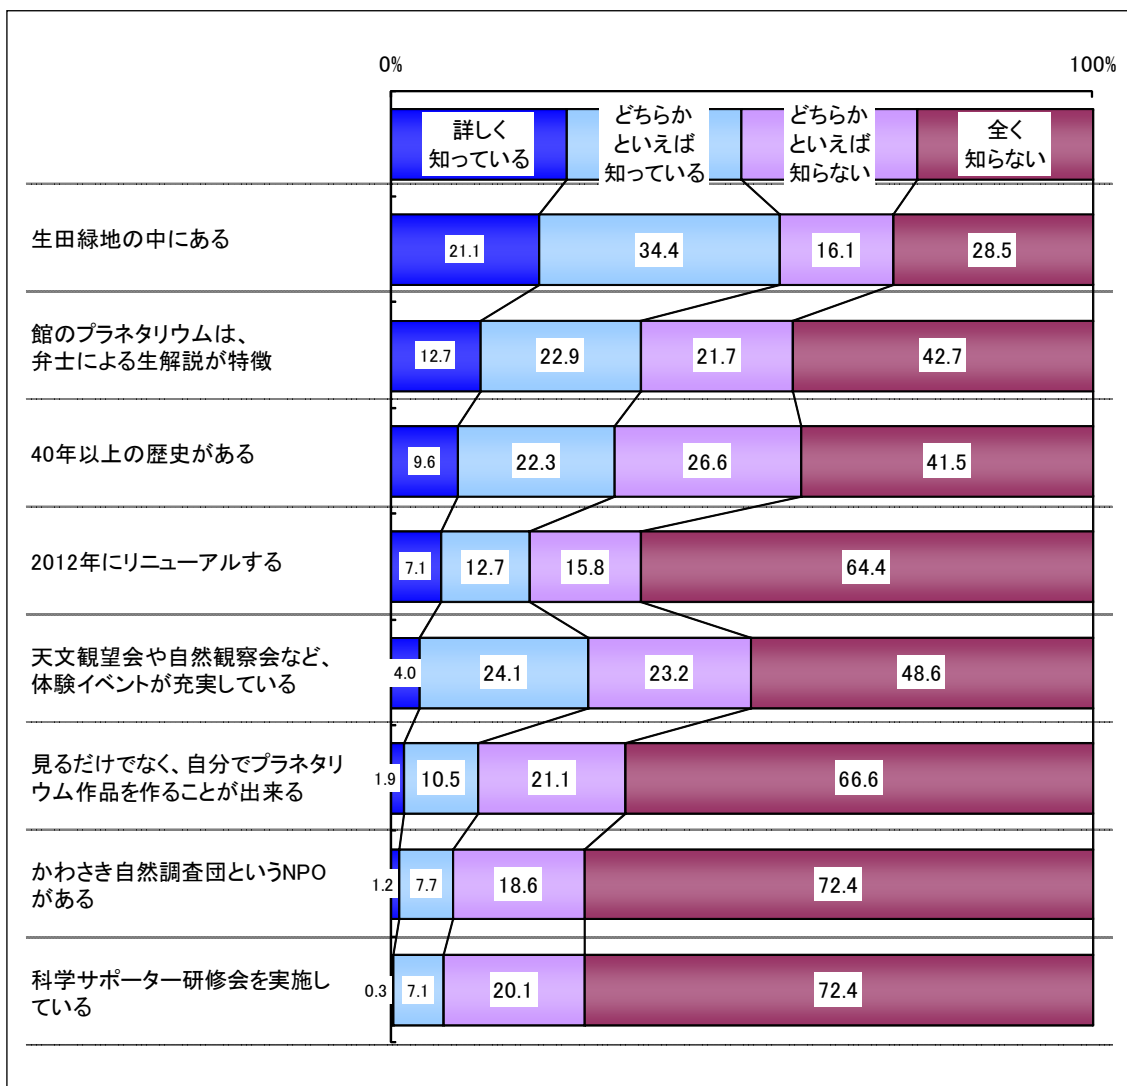 0% 100%
詳しく
知っている
どちらか
といえば
知っている
どちらか
といえば
知らない
全く
知らない
生田緑地の中にある
21.1 34.4 16.1 28.5
館のプラネタリウムは、
弁士による生解説が特徴
12.7 22.9 21.7 42.7
40年以上の歴史がある
9.6 22.3 26.6 41.5
2012年にリニューアルする
7.1 12.7 15.8 64.4
天文観望会や自然観察会など、
体験イベントが充実している
4.0 24.1 23.2 48.6
見るだけでなく、自分でプラネタリ
ウム作品を作ることが出来る
1.9 10.5 21.1 66.6
かわさき自然調査団というNPO
がある
1.2 7.7 18.6 72.4
科学サポーター研修会を実施し
ている
0.3 7.1 20.1 72.4